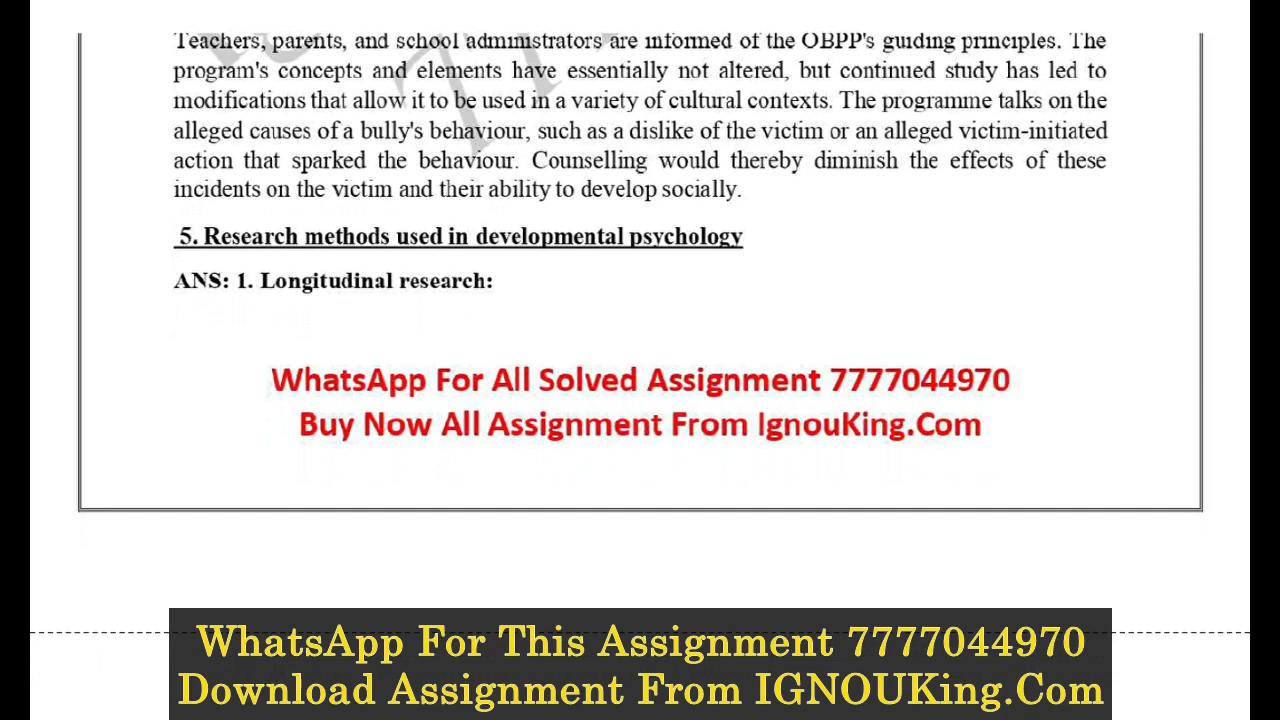 Teachers, parents, and school administrators are informed of the OBPP's guiding principles. The
program's concepts and elements have essentially not altered, but continued study has led to
modifications that allow it to be used in a variety of cultural contexts. The programme talks on the
alleged causes of a bully's behaviour, such as a dislike of the victim or an alleged victim-initiated
action that sparked the behaviour. Counselling would thereby diminish the effects of these
incidents on the victim and their ability to develop socially.
5. Research methods used in developmental psychology
ANS: 1. Longitudinal research:
WhatsApp For All Solved Assignment 7777044970
Buy Now All Assignment From IgnouKing.Com
WhatsApp For This Assignment 7777044970
Download Assignment From IGNOUKing.Com